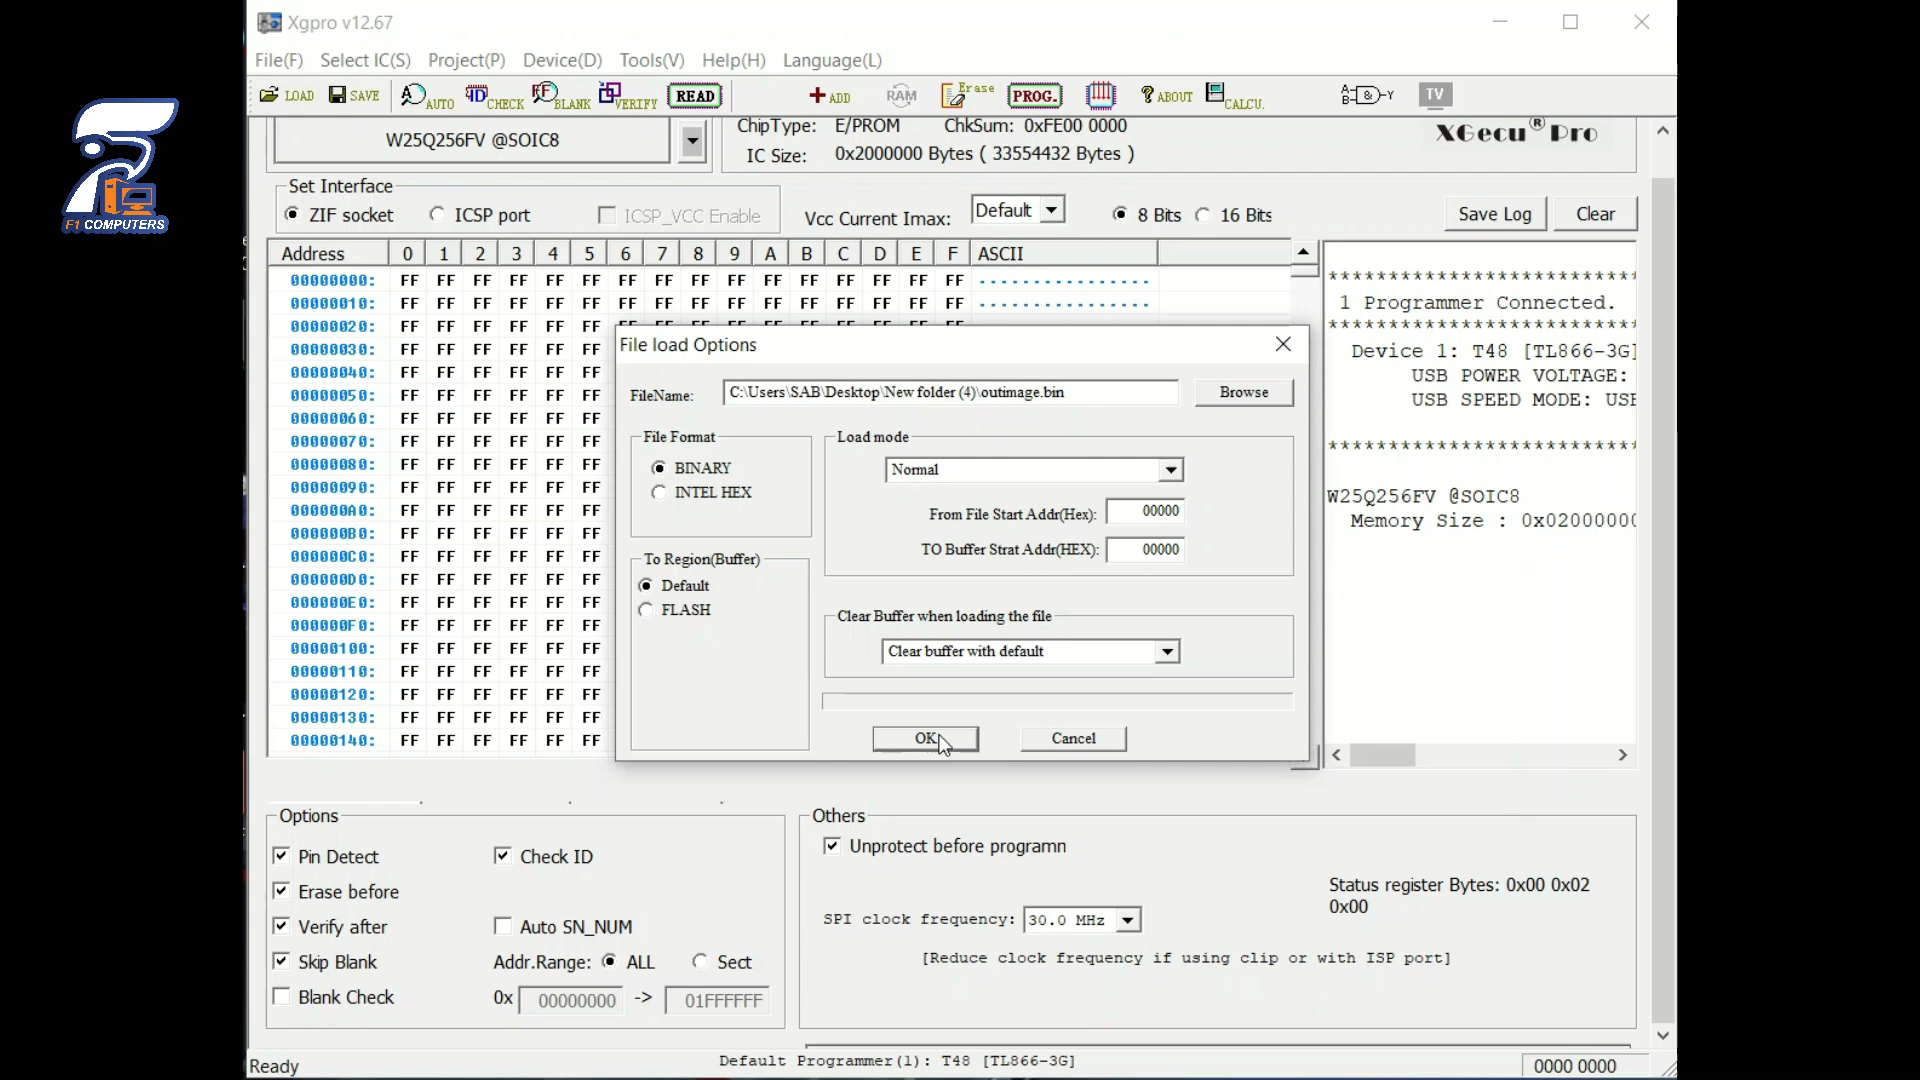 Xgpro v12.67
File(F) Select IC(S) Project(P) Device(D) Tools(V) Help(H) Language(L)
LOAD SAVE AUTO CHECK BLANK VERIFY READ ADD RAM Erase PROG. ABOUT CALCU. A B & Y TV
F1 COMPUTERS
W25Q256FV @SOIC8
ChipType: E/PROM ChkSum: 0xFE00 0000
IC Size: 0x2000000 Bytes ( 33554432 Bytes )
XGecu® Pro
Set Interface
ZIF socket ICSP port ICSP_VCC Enable
Vcc Current Imax: Default 8 Bits 16 Bits
Save Log Clear
Address 0 1 2 3 4 5 6 7 8 9 A B C D E F ASCII
00000000: FF FF FF FF FF FF FF FF FF FF FF FF FF FF FF FF ................
00000010: FF FF FF FF FF FF FF FF FF FF FF FF FF FF FF FF ................
00000020: FF FF FF FF FF FF FF FF FF FF FF FF FF FF FF FF
00000030: FF FF FF FF FF FF
00000040: FF FF FF FF FF FF
00000050: FF FF FF FF FF FF
00000060: FF FF FF FF FF FF
00000070: FF FF FF FF FF FF
00000080: FF FF FF FF FF FF
00000090: FF FF FF FF FF FF
000000A0: FF FF FF FF FF FF
000000B0: FF FF FF FF FF FF
000000C0: FF FF FF FF FF FF
000000D0: FF FF FF FF FF FF
000000E0: FF FF FF FF FF FF
000000F0: FF FF FF FF FF FF
00000100: FF FF FF FF FF FF
00000110: FF FF FF FF FF FF
00000120: FF FF FF FF FF FF
00000130: FF FF FF FF FF FF
00000140: FF FF FF FF FF FF
File load Options
FileName: C:\Users\SAB\Desktop\New folder (4)\outimage.bin Browse
File Format
BINARY
INTEL HEX
To Region(Buffer)
Default
FLASH
Load mode
Normal
From File Start Addr(Hex): 00000
TO Buffer Strat Addr(HEX): 00000
Clear Buffer when loading the file
Clear buffer with default
OK Cancel
**************************
1 Programmer Connected.
**************************
Device 1: T48 [TL866-3G]
USB POWER VOLTAGE:
USB SPEED MODE: USB
**************************
W25Q256FV @SOIC8
Memory Size : 0x02000000
Options
Pin Detect Check ID
Erase before
Verify after Auto SN_NUM
Skip Blank Addr.Range: ALL Sect
Blank Check 0x 00000000 -> 01FFFFFF
Others
Unprotect before programn
Status register Bytes: 0x00 0x02
0x00
SPI clock frequency: 30.0 MHz
[Reduce clock frequency if using clip or with ISP port]
Ready Default Programmer(1): T48 [TL866-3G] 0000 0000